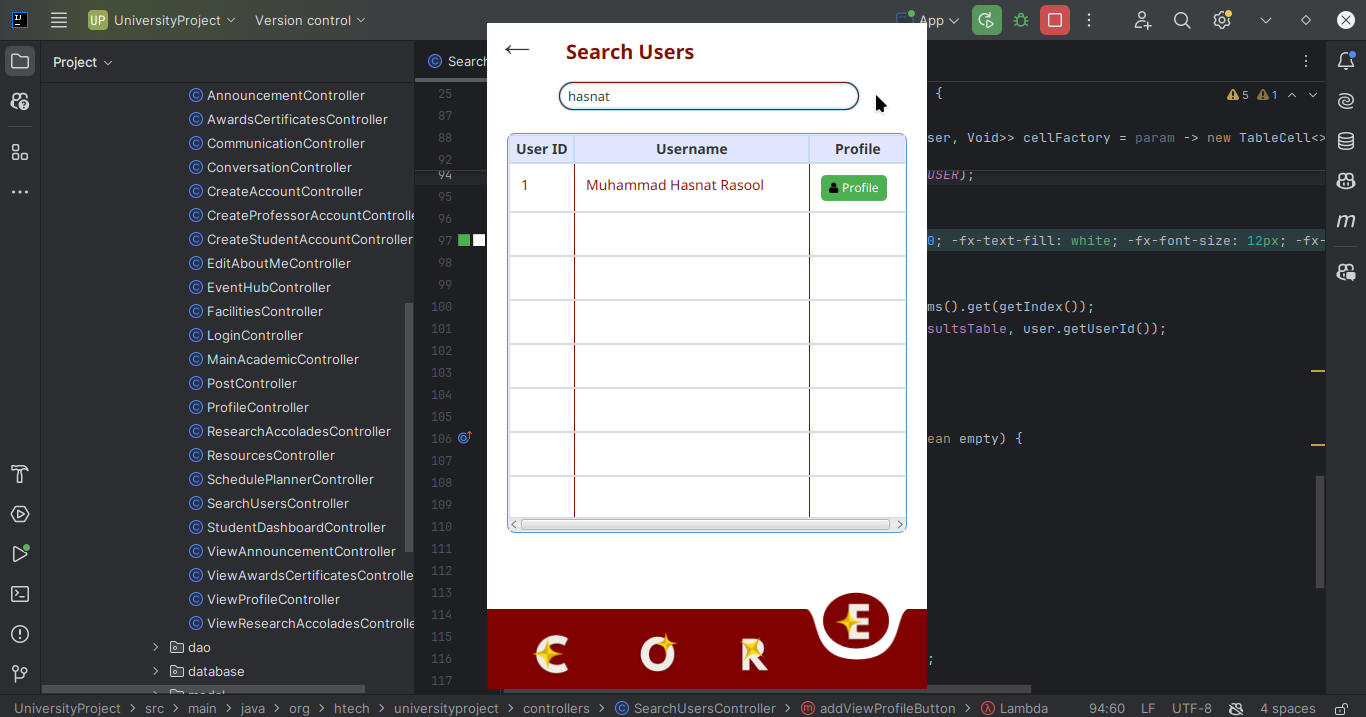 UP UniversityProject Version control App
Project
AnnouncementController
AwardsCertificatesController
CommunicationController
ConversationController
CreateAccountController
CreateProfessorAccountControlle
CreateStudentAccountController
EditAboutMeController
EventHubController
FacilitiesController
LoginController
MainAcademicController
PostController
ProfileController
ResearchAccoladesController
ResourcesController
SchedulePlannerController
SearchUsersController
StudentDashboardController
ViewAnnouncementController
ViewAwardsCertificatesControlle
ViewProfileController
ViewResearchAccoladesControlle
dao
database
Search
25
87
88
92
94
95
96
97
98
99
100
101
102
103
104
105
106
107
108
109
110
111
112
113
114
115
116
117
Search Users
hasnat
User ID Username Profile
1 Muhammad Hasnat Rasool Profile
C O R E
{
5 1
ser, Void>> cellFactory = param -> new TableCell<>
USER);
0; -fx-text-fill: white; -fx-font-size: 12px; -fx-
ms().get(getIndex());
sultsTable, user.getUserId());
ean empty) {
;
m
UniversityProject > src > main > java > org > htech > universityproject > controllers > SearchUsersController > addViewProfileButton > Lambda 94:60 LF UTF-8 4 spaces